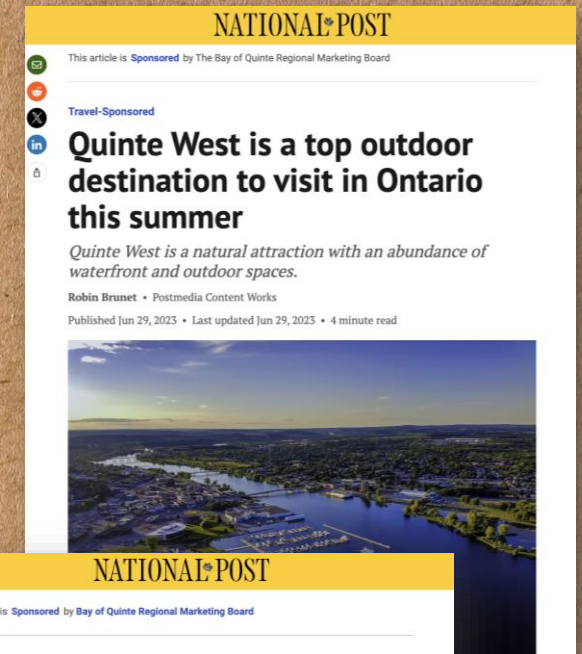 NATIONAL POST
This article is Sponsored by The Bay of Quinte Regional Marketing Board
Travel-Sponsored
Quinte West is a top outdoor
destination to visit in Ontario
this summer
Quinte West is a natural attraction with an abundance of
waterfront and outdoor spaces.
Robin Brunet • Postmedia Content Works
Published Jun 29, 2023 • Last updated Jun 29, 2023 • 4 minute read
NATIONAL POST
is Sponsored by Bay of Quinte Regional Marketing Board